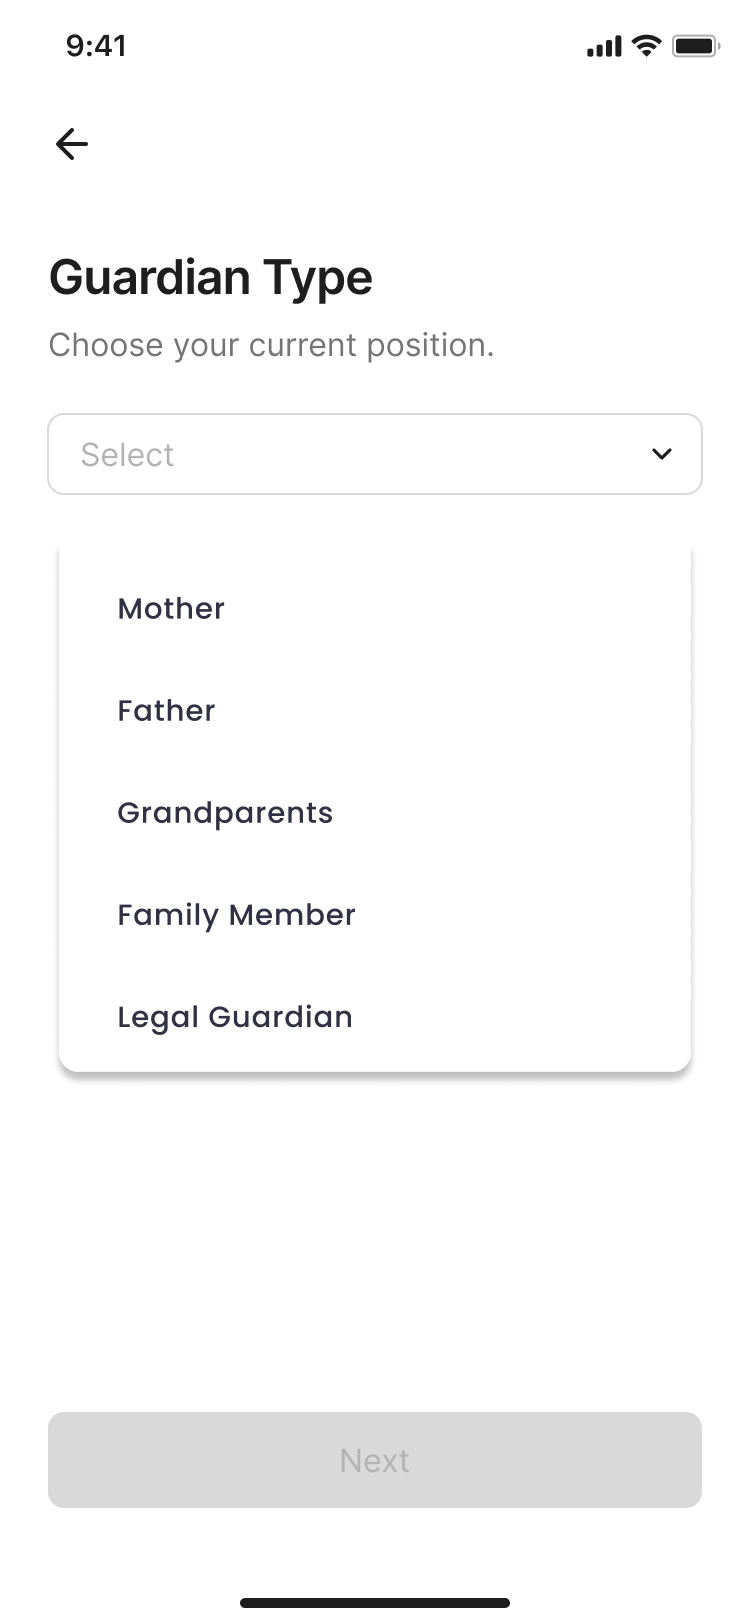 9:41
Guardian Type
Choose your current position.
Select
Mother
Father
Grandparents
Family Member
Legal Guardian
Next